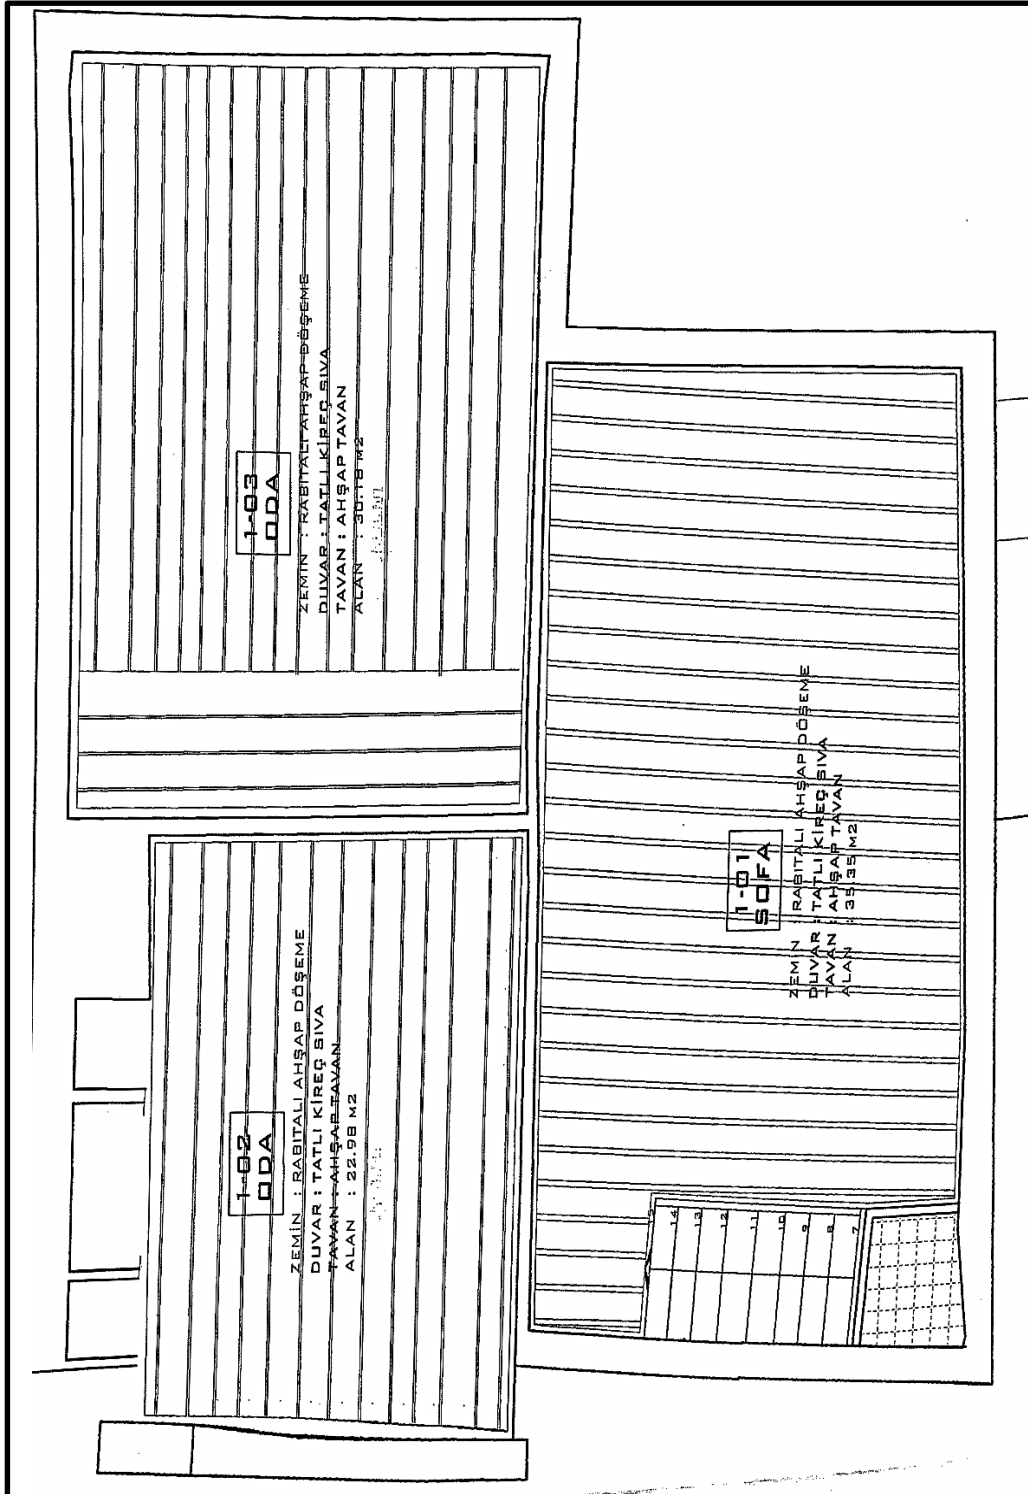 1-03
ODA
ZEMİN : RABITALI AHŞAP DÖŞEME
DUVAR : TATLI KİREÇ SIVA
TAVAN : AHŞAP TAVAN
ALAN : 30.18 M2
1-02
ODA
ZEMİN : RABITALI AHŞAP DÖŞEME
DUVAR : TATLI KİREÇ SIVA
TAVAN : AHŞAP TAVAN
ALAN : 22.98 M2
1-01
SOFA
ZEMİN : RABITALI AHŞAP DÖŞEME
DUVAR : TATLI KİREÇ SIVA
TAVAN : AHŞAP TAVAN
ALAN : 35.35 M2
14
13
12
11
10
9
8
7